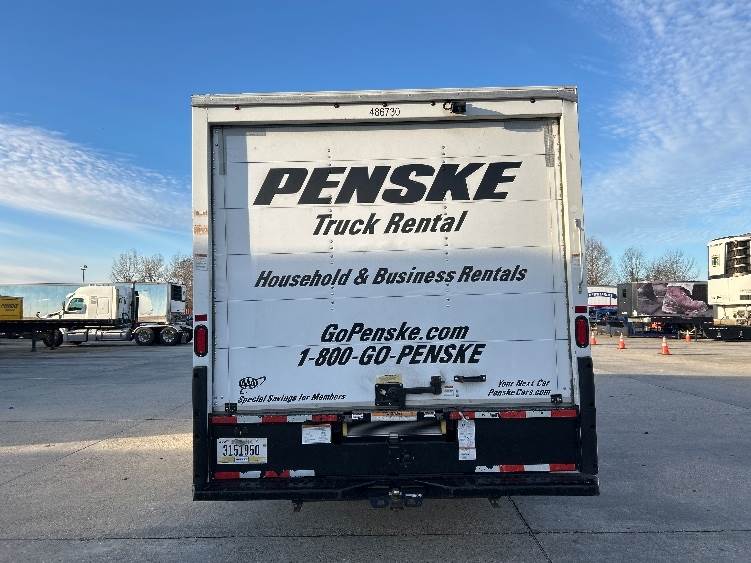 486730
PENSKE
Truck Rental
Household & Business Rentals
GoPenske.com
1-800-GO-PENSKE
AAA
Special Savings for Members
Your Next Car
PenskeCars.com
3151950